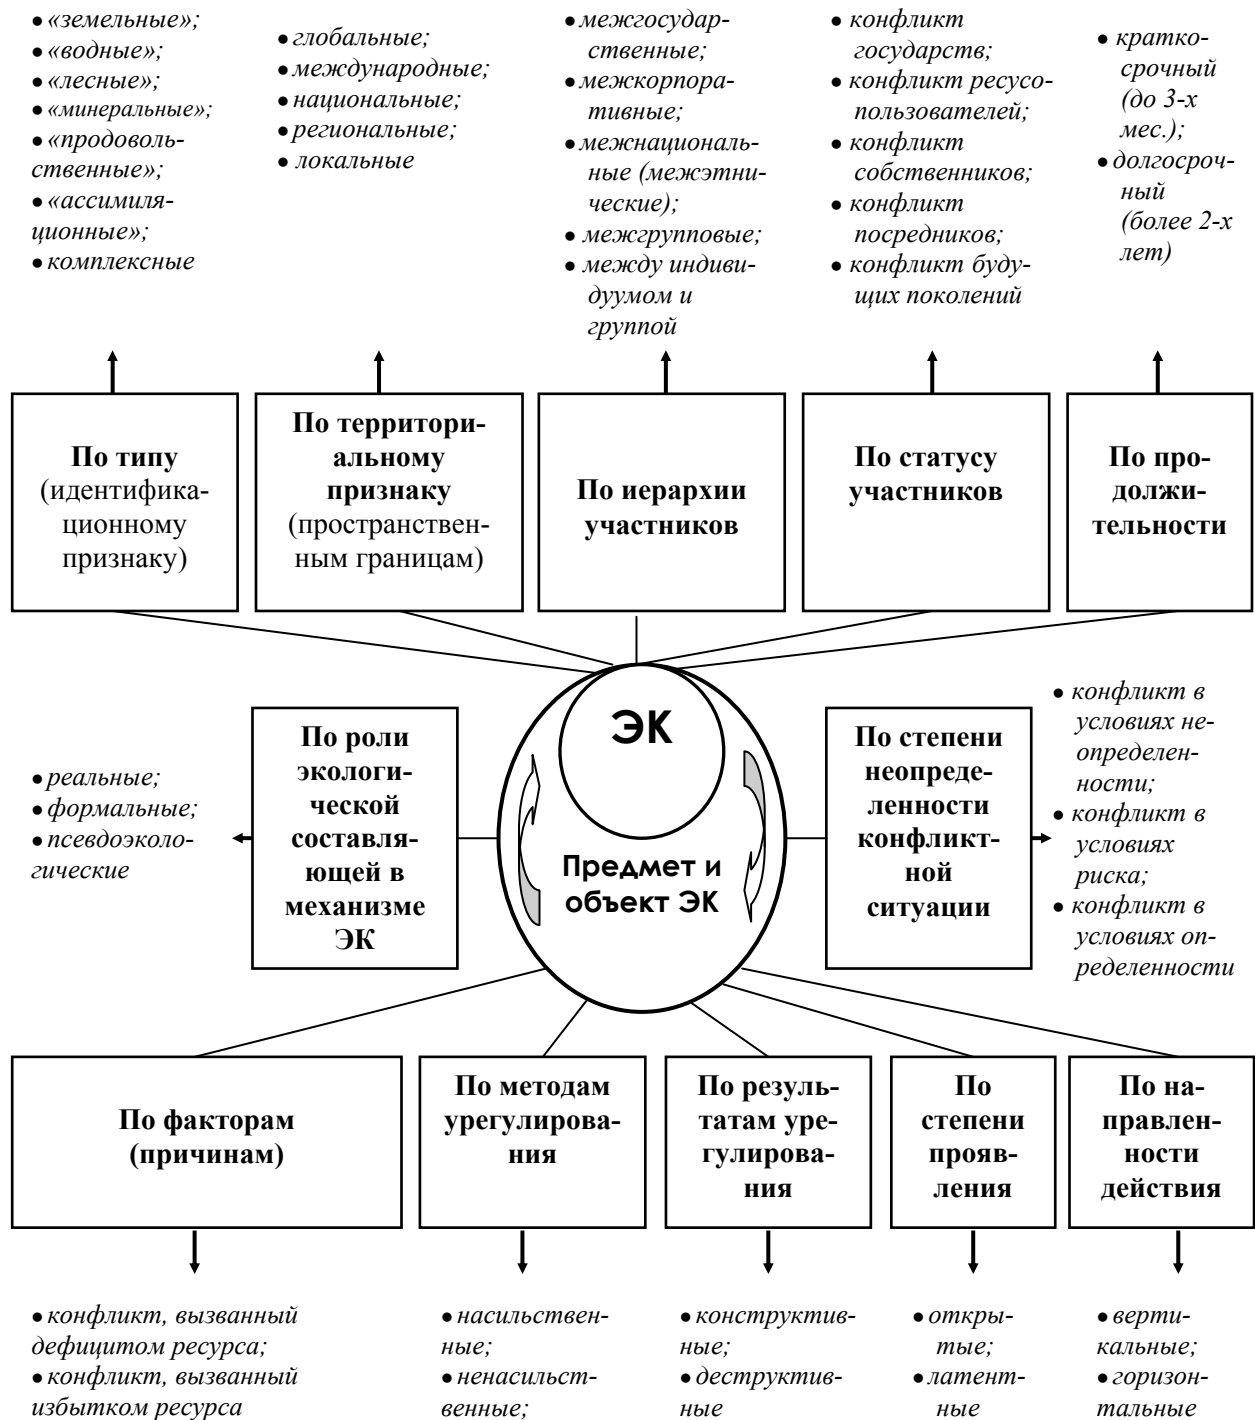 ● «земельные»;
● «водные»;
● «лесные»;
● «минеральные»;
● «продоволь-
ственные»;
● «ассимиля-
ционные»;
● комплексные
● глобальные;
● международные;
● национальные;
● региональные;
● локальные
● межгосудар-
ственные;
● межкорпора-
тивные;
● межнациональ-
ные (межэтни-
ческие);
● межгрупповые;
● между индиви-
дуумом и
группой
● конфликт
государств;
● конфликт ресусо-
пользователей;
● конфликт
собственников;
● конфликт
посредников;
● конфликт буду-
щих поколений
● кратко-
срочный
(до 3-х
мес.);
● долгосроч-
ный
(более 2-х
лет)
По типу
(идентифика-
ционному
признаку)
По территори-
альному
признаку
(пространствен-
ным границам)
По иерархии
участников
По статусу
участников
По про-
должи-
тельности
● реальные;
● формальные;
● псевдоэколо-
гические
По роли
экологи-
ческой
составля-
ющей в
механизме
ЭК
ЭК
Предмет и
объект ЭК
По степени
неопреде-
ленности
конфликт-
ной
ситуации
● конфликт в
условиях не-
определен-
ности;
● конфликт в
условиях
риска;
● конфликт в
условиях оп-
ределенности
По факторам
(причинам)
По методам
урегулирова-
ния
По резуль-
татам уре-
гулирова-
ния
По
степени
прояв-
ления
По на-
правлен-
ности
действия
● конфликт, вызванный
дефицитом ресурса;
● конфликт, вызванный
избытком ресурса
● насильствен-
ные;
● ненасильст-
венные;
● конструктив-
ные;
● деструктив-
ные
● откры-
тые;
● латент-
ные
● верти-
кальные;
● горизон-
тальные